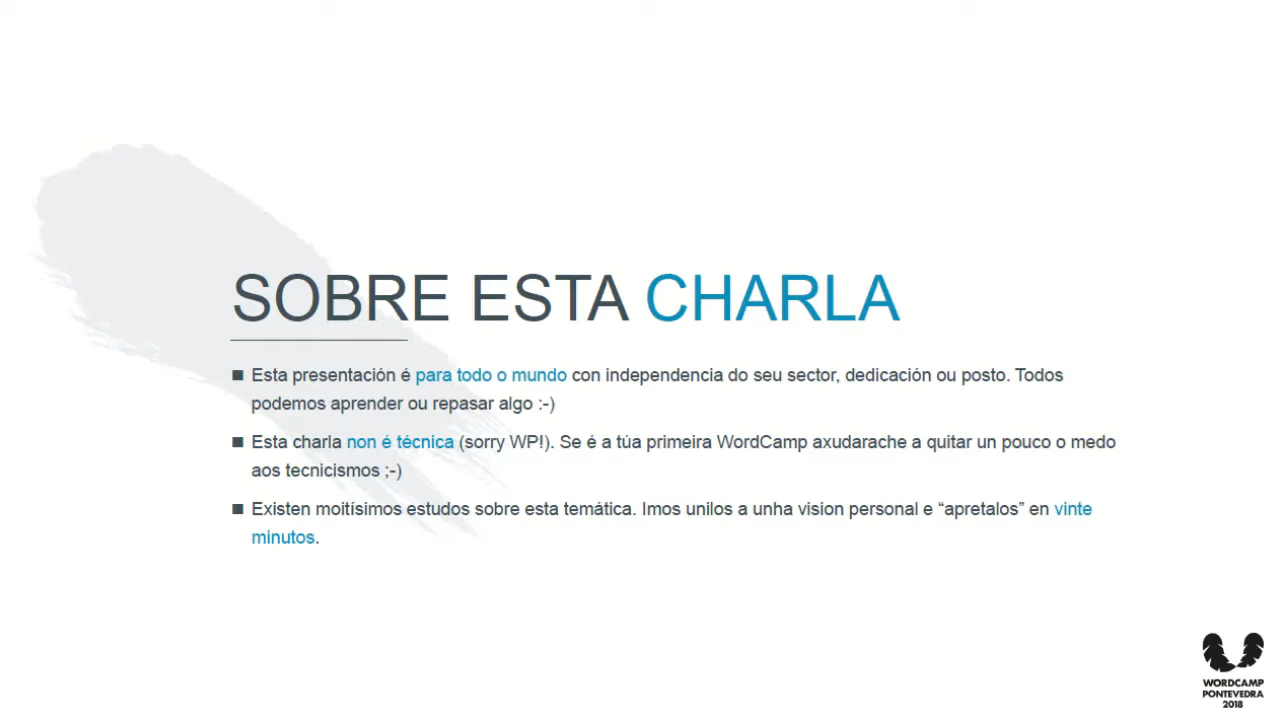 SOBRE ESTA CHARLA
■ Esta presentación é para todo o mundo con independencia do seu sector, dedicación ou posto. Todos
podemos aprender ou repasar algo :-)
■ Esta charla non é técnica (sorry WP!). Se é a túa primeira WordCamp axudarache a quitar un pouco o medo
aos tecnicismos ;-)
■ Existen moitísimos estudos sobre esta temática. Imos unilos a unha vision personal e “apretalos” en vinte
minutos.
WORDCAMP
PONTEVEDRA
2018